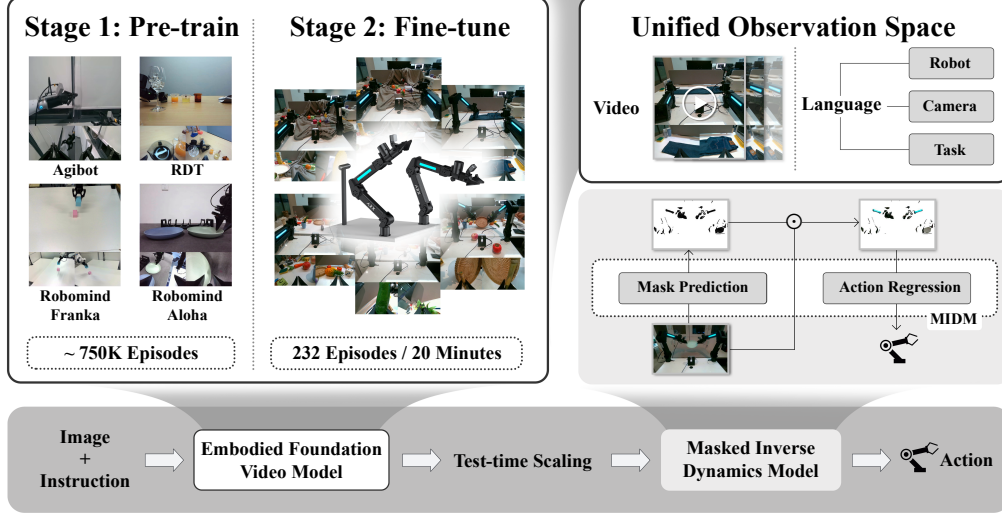 Stage 1: Pre-train
Agibot
RDT
Robomind
Franka
Robomind
Aloha
~ 750K Episodes
Stage 2: Fine-tune
232 Episodes / 20 Minutes
Unified Observation Space
Video
Language
Robot
Camera
Task
Mask Prediction
Action Regression
MIDM
Image
+
Instruction
Embodied Foundation
Video Model
Test-time Scaling
Masked Inverse
Dynamics Model
Action